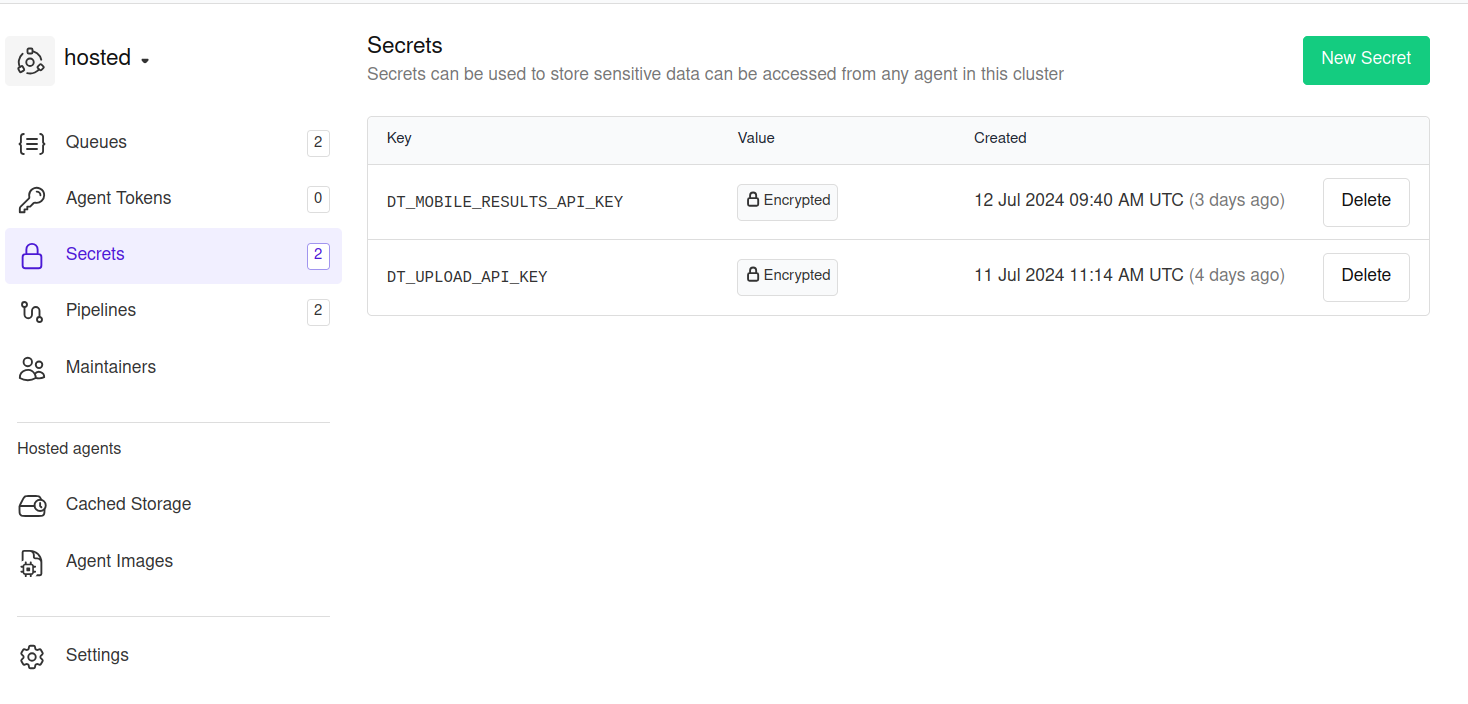 hosted
Secrets
Secrets can be used to store sensitive data can be accessed from any agent in this cluster
New Secret
Queues 2
Agent Tokens 0
Secrets 2
Pipelines 2
Maintainers
Hosted agents
Cached Storage
Agent Images
Settings
Key Value Created
DT_MOBILE_RESULTS_API_KEY Encrypted 12 Jul 2024 09:40 AM UTC (3 days ago) Delete
DT_UPLOAD_API_KEY Encrypted 11 Jul 2024 11:14 AM UTC (4 days ago) Delete